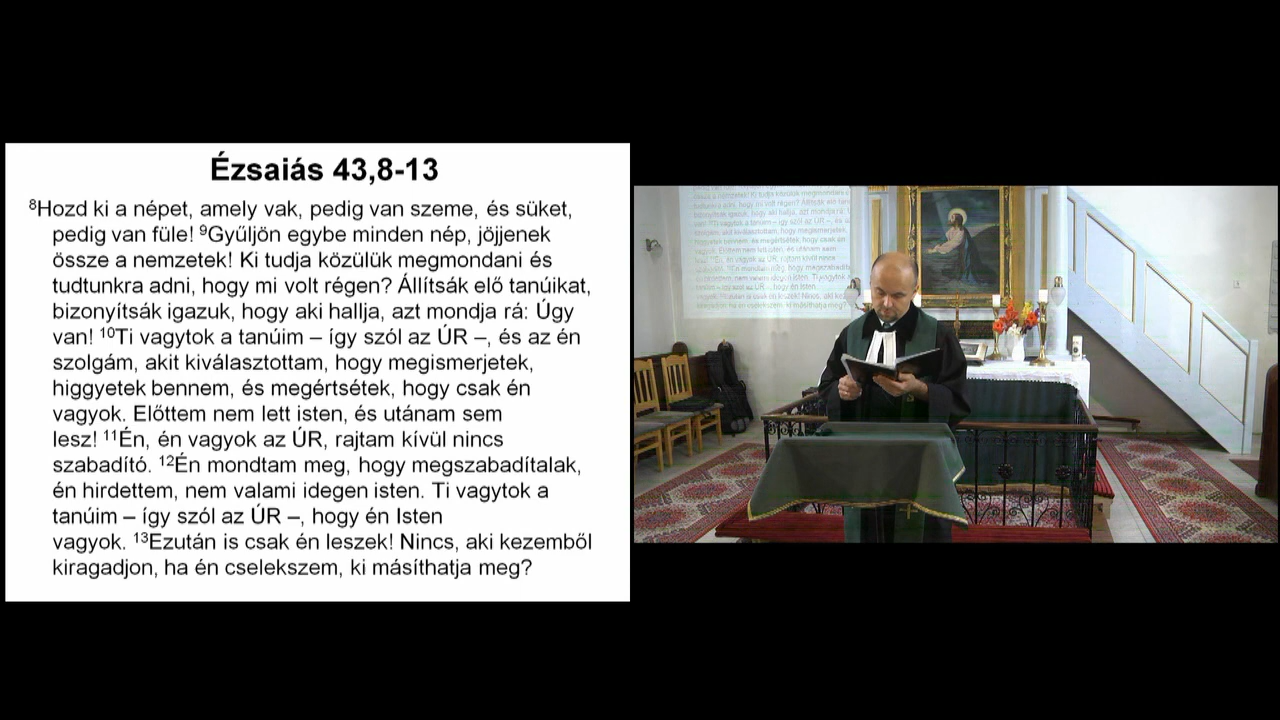 Ézsaiás 43,8-13
⁸Hozd ki a népet, amely vak, pedig van szeme, és süket,
pedig van füle! ⁹Gyűljön egybe minden nép, jöjjenek
össze a nemzetek! Ki tudja közülük megmondani és
tudtunkra adni, hogy mi volt régen? Állítsák elő tanúikat,
bizonyítsák igazuk, hogy aki hallja, azt mondja rá: Úgy
van! ¹⁰Ti vagytok a tanúim – így szól az ÚR –, és az én
szolgám, akit kiválasztottam, hogy megismerjetek,
higgyetek bennem, és megértsétek, hogy csak én
vagyok. Előttem nem lett isten, és utánam sem
lesz! ¹¹Én, én vagyok az ÚR, rajtam kívül nincs
szabadító. ¹²Én mondtam meg, hogy megszabadítalak,
én hirdettem, nem valami idegen isten. Ti vagytok a
tanúim – így szól az ÚR –, hogy én Isten
vagyok. ¹³Ezután is csak én leszek! Nincs, aki kezemből
kiragadjon, ha én cselekszem, ki másíthatja meg?